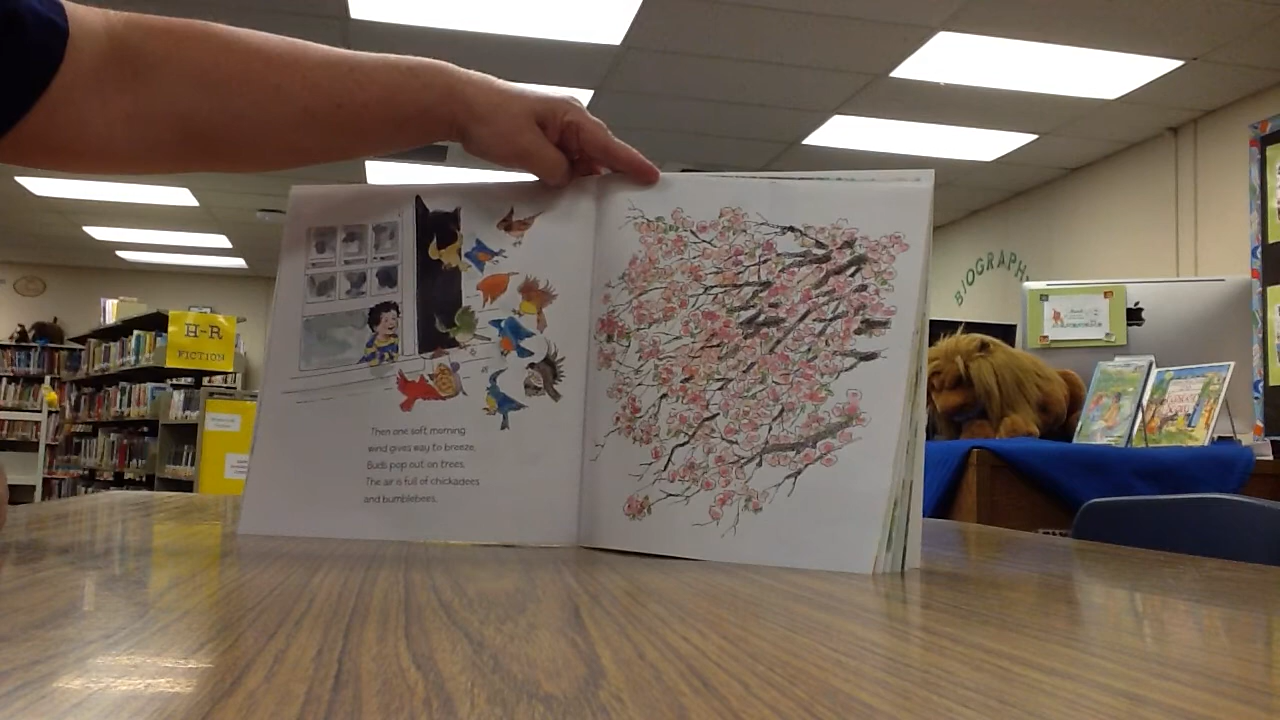 H-R
FICTION
BIOGRAPH
Then one soft morning
wind gives way to breeze,
Buds pop out on trees,
The air is full of chickadees
and bumblebees.